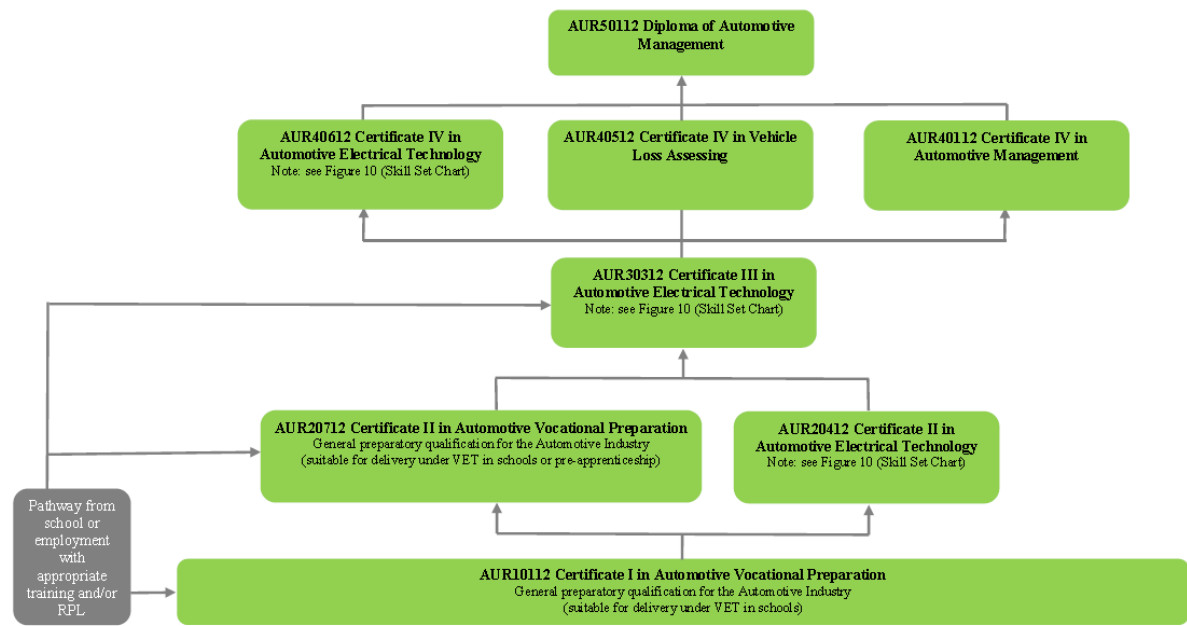 AUR50112 Diploma of Automotive
Management
AUR40612 Certificate IV in
Automotive Electrical Technology
Note: see Figure 10 (Skill Set Chart)
AUR40512 Certificate IV in Vehicle
Loss Assessing
AUR40112 Certificate IV in
Automotive Management
AUR30312 Certificate III in
Automotive Electrical Technology
Note: see Figure 10 (Skill Set Chart)
AUR20712 Certificate II in Automotive Vocational Preparation
General preparatory qualification for the Automotive Industry
(suitable for delivery under VET in schools or pre-apprenticeship)
AUR20412 Certificate II in
Automotive Electrical Technology
Note: see Figure 10 (Skill Set Chart)
Pathway from
school or
employment
with
appropriate
training and/or
RPL
AUR10112 Certificate I in Automotive Vocational Preparation
General preparatory qualification for the Automotive Industry
(suitable for delivery under VET in schools)